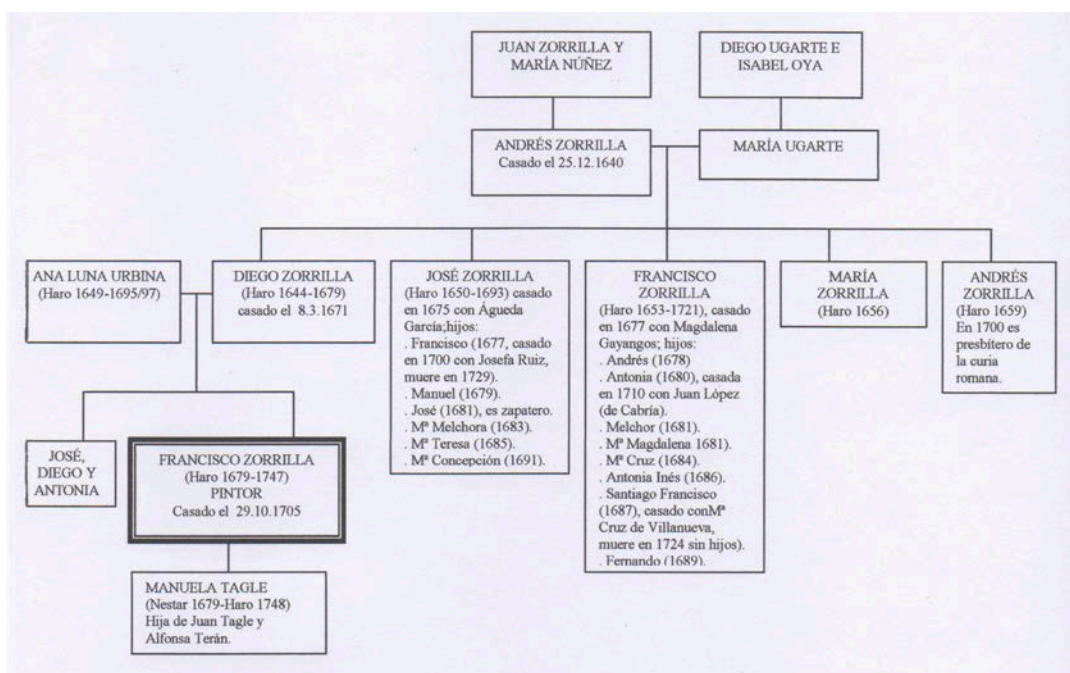 JUAN ZORRILLA Y
MARÍA NÚÑEZ
DIEGO UGARTE E
ISABEL OYA
ANDRÉS ZORRILLA
Casado el 25.12.1640
MARÍA UGARTE
ANA LUNA URBINA
(Haro 1649-1695/97)
DIEGO ZORRILLA
(Haro 1644-1679)
casado el 8.3.1671
JOSÉ ZORRILLA
(Haro 1650-1693) casado
en 1675 con Águeda
García;hijos:
. Francisco (1677, casado
en 1700 con Josefa Ruiz,
muere en 1729).
. Manuel (1679).
. José (1681), es zapatero.
. Mª Melchora (1683).
. Mª Teresa (1685).
. Mª Concepción (1691).
FRANCISCO
ZORRILLA
(Haro 1653-1721), casado
en 1677 con Magdalena
Gayangos; hijos:
. Andrés (1678)
. Antonia (1680), casada
en 1710 con Juan López
(de Cabría).
. Melchor (1681).
. Mª Magdalena 1681).
. Mª Cruz (1684).
. Antonia Inés (1686).
. Santiago Francisco
(1687), casado conMª
Cruz de Villanueva,
muere en 1724 sin hijos).
. Fernando (1689).
MARÍA
ZORRILLA
(Haro 1656)
ANDRÉS
ZORRILLA
(Haro 1659)
En 1700 es
presbítero de
la curia
romana.
JOSÉ,
DIEGO Y
ANTONIA
FRANCISCO ZORRILLA
(Haro 1679-1747)
PINTOR
Casado el 29.10.1705
MANUELA TAGLE
(Nestar 1679-Haro 1748)
Hija de Juan Tagle y
Alfonsa Terán.